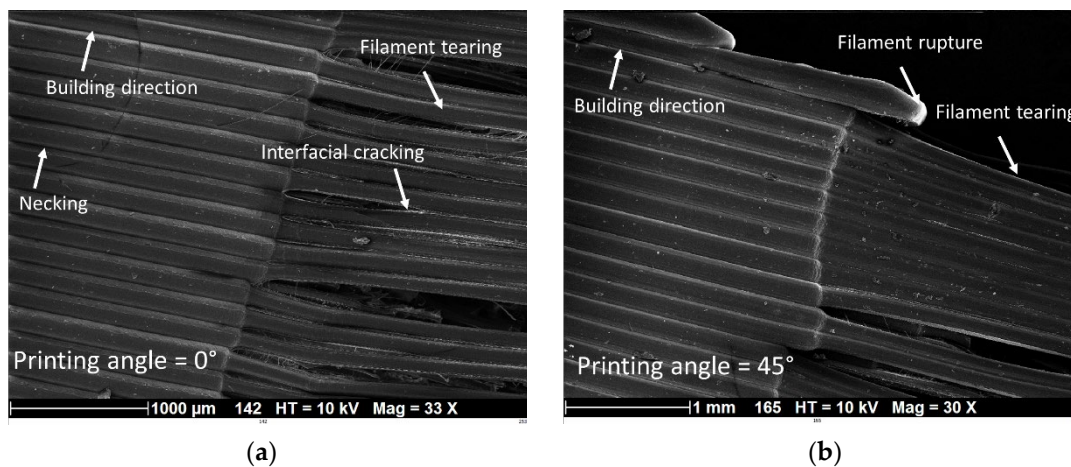 Building direction
Filament tearing
Interfacial cracking
Necking
Printing angle = 0°
1000 µm 142 HT = 10 kV Mag = 33 X
142
(a)
Filament rupture
Building direction
Filament tearing
Printing angle = 45°
1 mm 165 HT = 10 kV Mag = 30 X
(b)